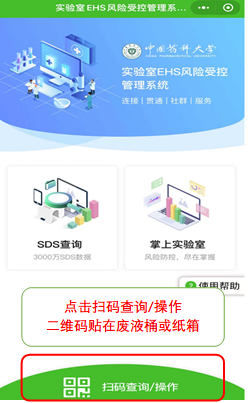 实验室EHS风险受控管理系...
中国药科大学
实验室EHS风险受控
管理系统
连接 | 贯通 | 社群 | 服务
SDS查询
3000万SDS数据
掌上实验室
风险防控，尽在掌握
? 使用帮助
点击扫码查询/操作
二维码贴在废液桶或纸箱
扫码查询/操作